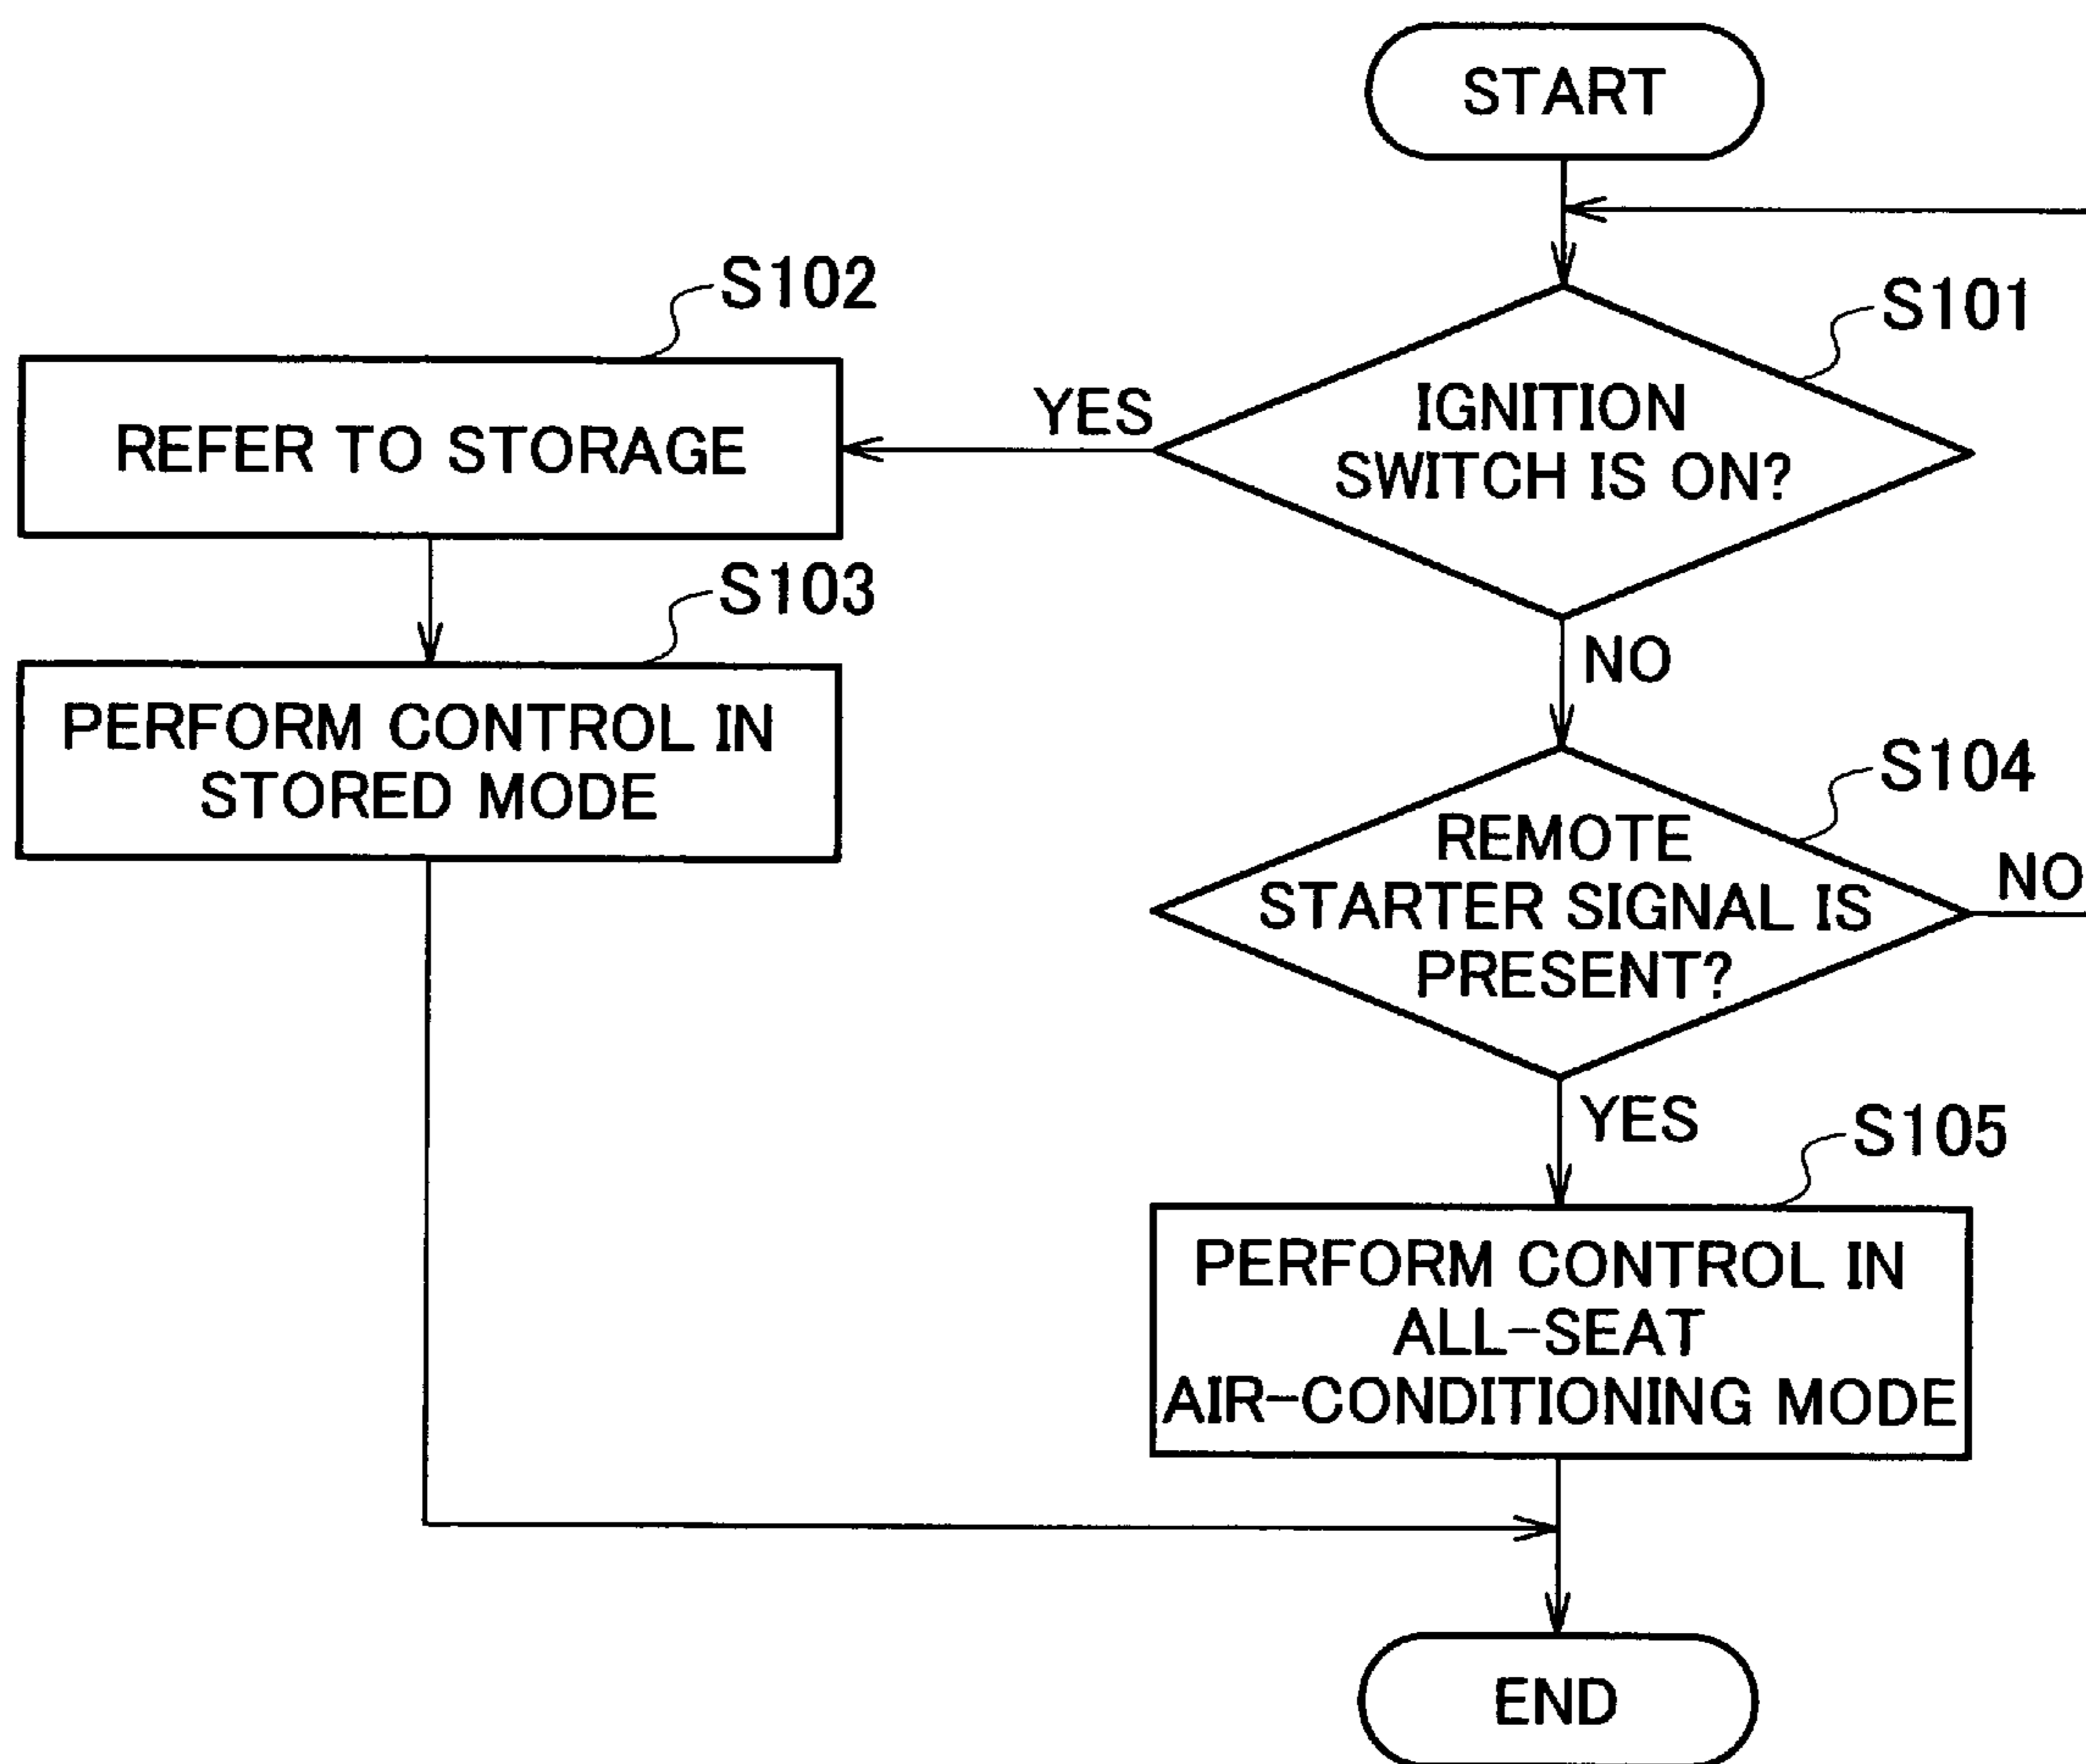 START
S101
IGNITION
SWITCH IS ON?
YES
S102
REFER TO STORAGE
S103
PERFORM CONTROL IN
STORED MODE
NO
S104
REMOTE
STARTER SIGNAL IS
PRESENT?
NO
YES
S105
PERFORM CONTROL IN
ALL-SEAT
AIR-CONDITIONING MODE
END